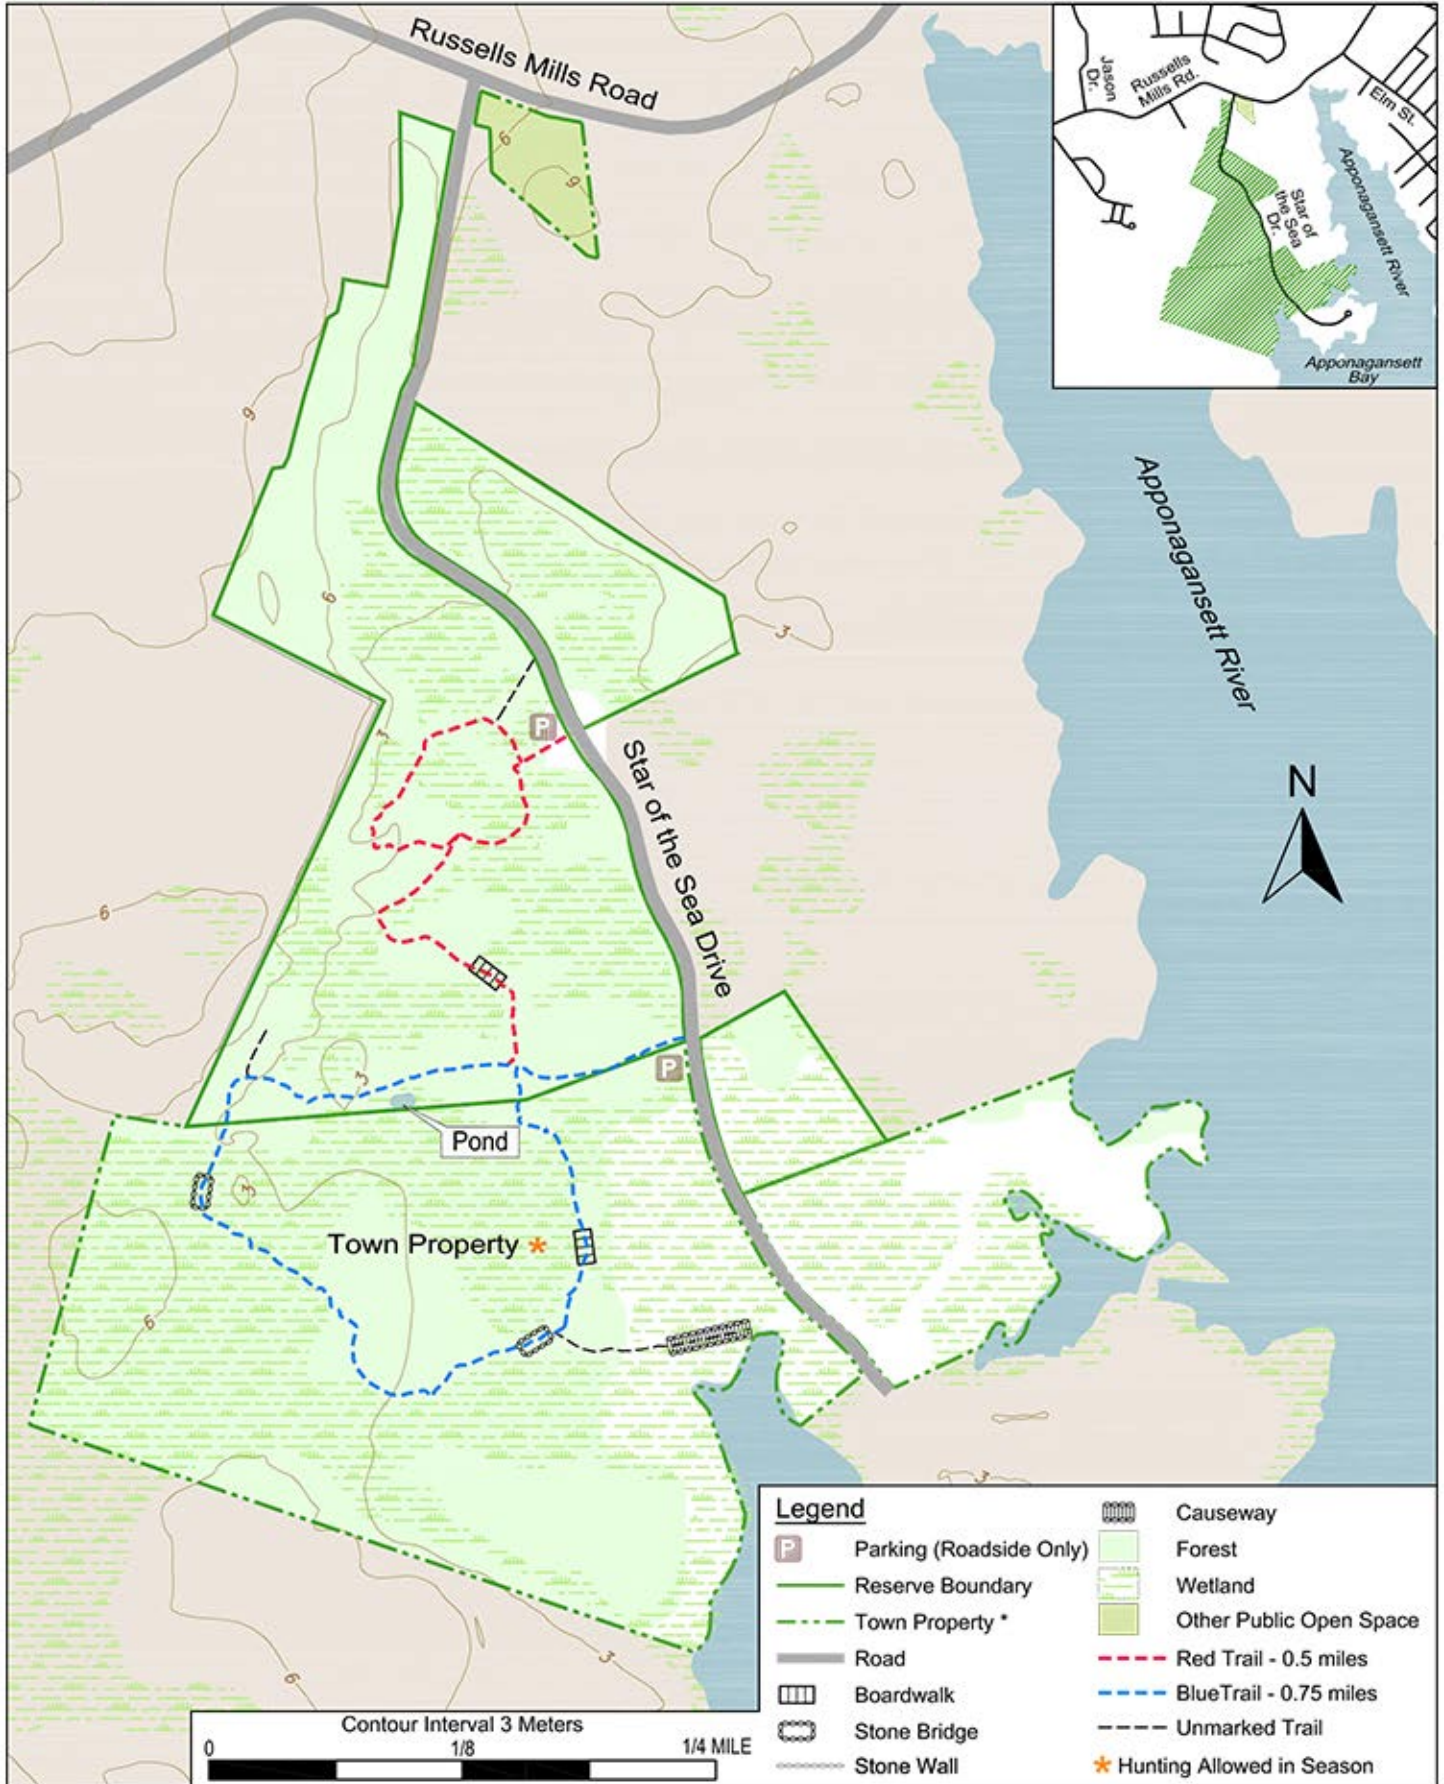 Russells Mills Road
Jason
Dr.
Russells
Mills Rd.
Elm St.
Apponagansett River
Star of
the Sea
Dr.
Apponagansett
Bay
6
6
6
6
3
3
Apponagansett River
P
Star of the Sea Drive
N
6
3
P
Pond
3
Town Property *
6
3
6
3
Legend
P Parking (Roadside Only)
Reserve Boundary
Town Property *
Road
Boardwalk
Stone Bridge
Stone Wall
Causeway
Forest
Wetland
Other Public Open Space
Red Trail - 0.5 miles
BlueTrail - 0.75 miles
Unmarked Trail
* Hunting Allowed in Season
Contour Interval 3 Meters
0 1/8 1/4 MILE